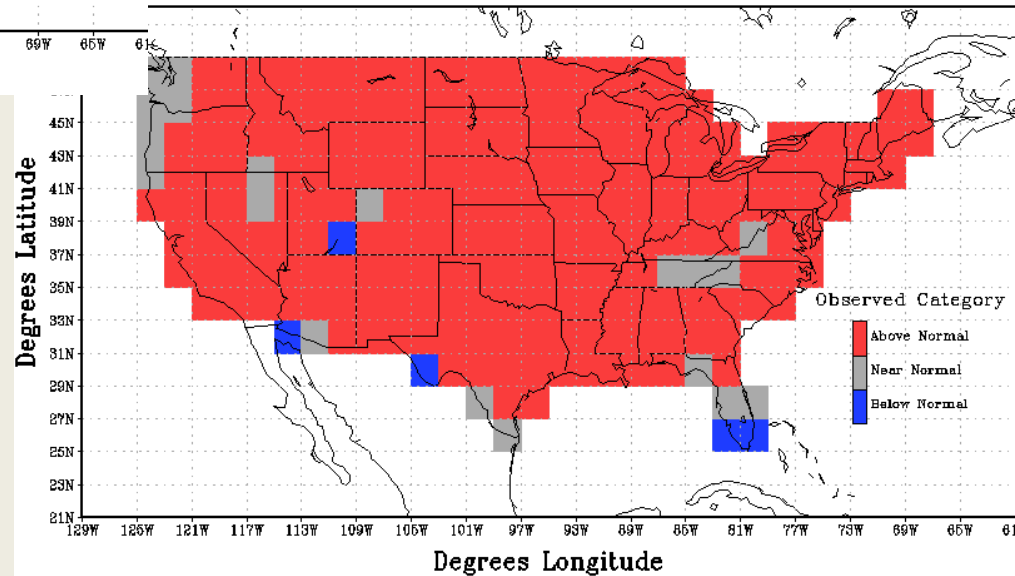 69W 65W 61
45N
43N
41N
39N
37N
35N
33N
31N
29N
27N
25N
23N
21N
Degrees Latitude
Observed Category
Above Normal
Near Normal
Below Normal
129W 125W 121W 117W 113W 109W 105W 101W 97W 93W 89W 85W 81W 77W 73W 69W 65W 61
Degrees Longitude